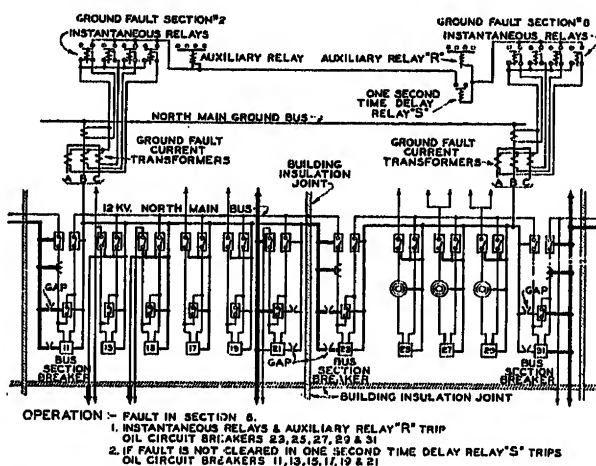 GROUND FAULT SECTION #2
INSTANTANEOUS RELAYS
AUXILIARY RELAY
AUXILIARY RELAY "R"
GROUND FAULT SECTION #8
INSTANTANEOUS RELAYS
ONE SECOND
TIME DELAY
RELAY "S"
NORTH MAIN GROUND BUS-2
GROUND FAULT
CURRENT
TRANSFORMERS
GROUND FAULT
CURRENT
TRANSFORMERS
A B C
A B C
BUILDING
INSULATION
JOINT
12 KV. NORTH MAIN BUS
GAP
GAP
11
13
15
17
19
21
23
25
27
29
31
BUS
SECTION
BREAKER
GAP
BUS
SECTION
BREAKER
BUS
SECTION
BREAKER
BUILDING INSULATION JOINT
OPERATION :- FAULT IN SECTION 8.
1. INSTANTANEOUS RELAYS & AUXILIARY RELAY "R" TRIP
OIL CIRCUIT BREAKERS 23, 25, 27, 29 & 31
2. IF FAULT IS NOT CLEARED IN ONE SECOND TIME DELAY RELAY "S" TRIPS
OIL CIRCUIT BREAKERS 11, 13, 15, 17, 19 & 21